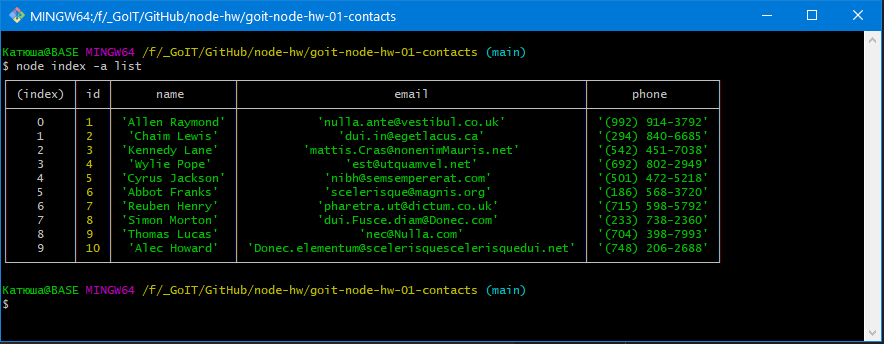 MINGW64:/f/_GoIT/GitHub/node-hw/goit-node-hw-01-contacts
Катюша@BASE MINGW64 /f/_GoIT/GitHub/node-hw/goit-node-hw-01-contacts (main)
$ node index -a list
(index) id name email phone
0 1 'Allen Raymond' 'nulla.ante@vestibul.co.uk' '(992) 914-3792'
1 2 'Chaim Lewis' 'dui.in@egetlacus.ca' '(294) 840-6685'
2 3 'Kennedy Lane' 'mattis.Cras@nonenimMauris.net' '(542) 451-7038'
3 4 'Wylie Pope' 'est@utquamvel.net' '(692) 802-2949'
4 5 'Cyrus Jackson' 'nibh@semsempererat.com' '(501) 472-5218'
5 6 'Abbot Franks' 'scelerisque@magnis.org' '(186) 568-3720'
6 7 'Reuben Henry' 'pharetra.ut@dictum.co.uk' '(715) 598-5792'
7 8 'Simon Morton' 'dui.Fusce.diam@Donec.com' '(233) 738-2360'
8 9 'Thomas Lucas' 'nec@Nulla.com' '(704) 398-7993'
9 10 'Alec Howard' 'Donec.elementum@scelerisquescelerisquedui.net' '(748) 206-2688'
Катюша@BASE MINGW64 /f/_GoIT/GitHub/node-hw/goit-node-hw-01-contacts (main)
$